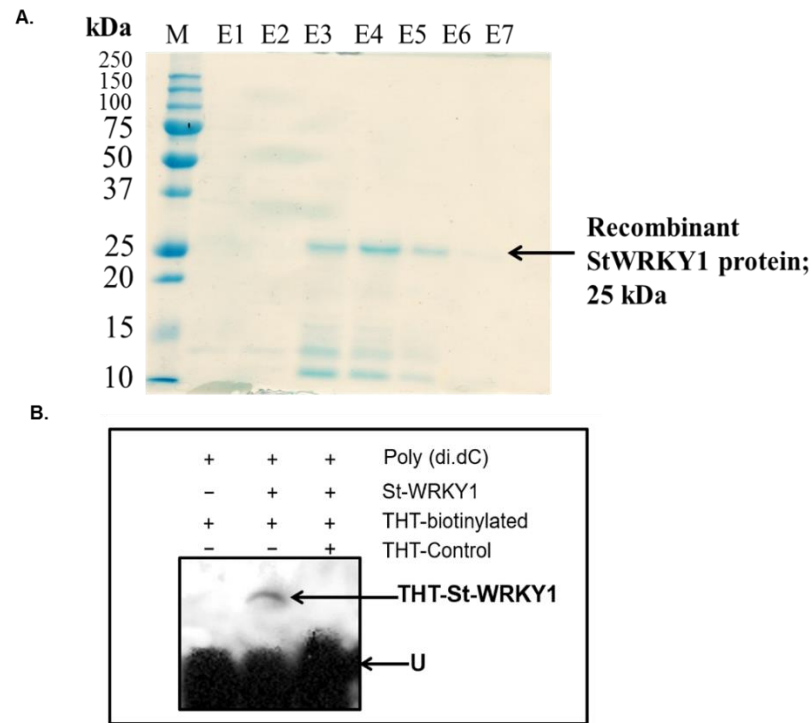 A.
kDa M E1 E2 E3 E4 E5 E6 E7
250
150
100
75
50
37
25
20
15
10
Recombinant
StWRKY1 protein;
25 kDa
B.
+ + + Poly (di.dC)
– + + St-WRKY1
+ + + THT-biotinylated
– – + THT-Control
THT-St-WRKY1
U